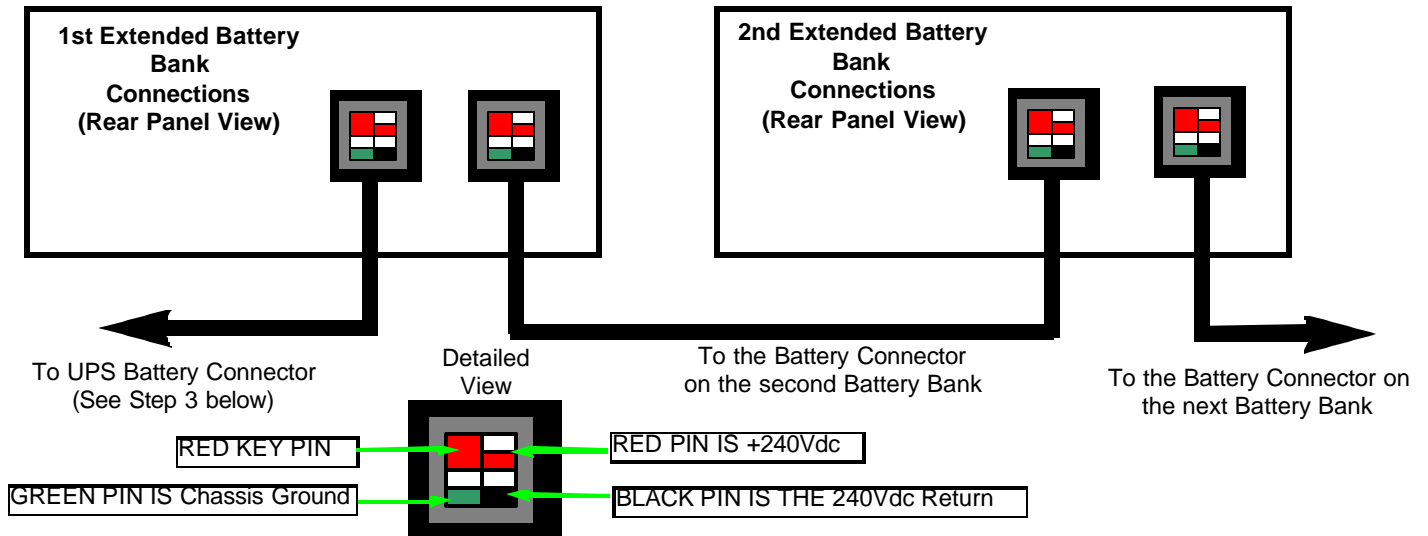 1st Extended Battery
Bank
Connections
(Rear Panel View)
2nd Extended Battery
Bank
Connections
(Rear Panel View)
To UPS Battery Connector
(See Step 3 below)
Detailed
View
To the Battery Connector
on the second Battery Bank
To the Battery Connector on
the next Battery Bank
RED KEY PIN
RED PIN IS +240Vdc
GREEN PIN IS Chassis Ground
BLACK PIN IS THE 240Vdc Return